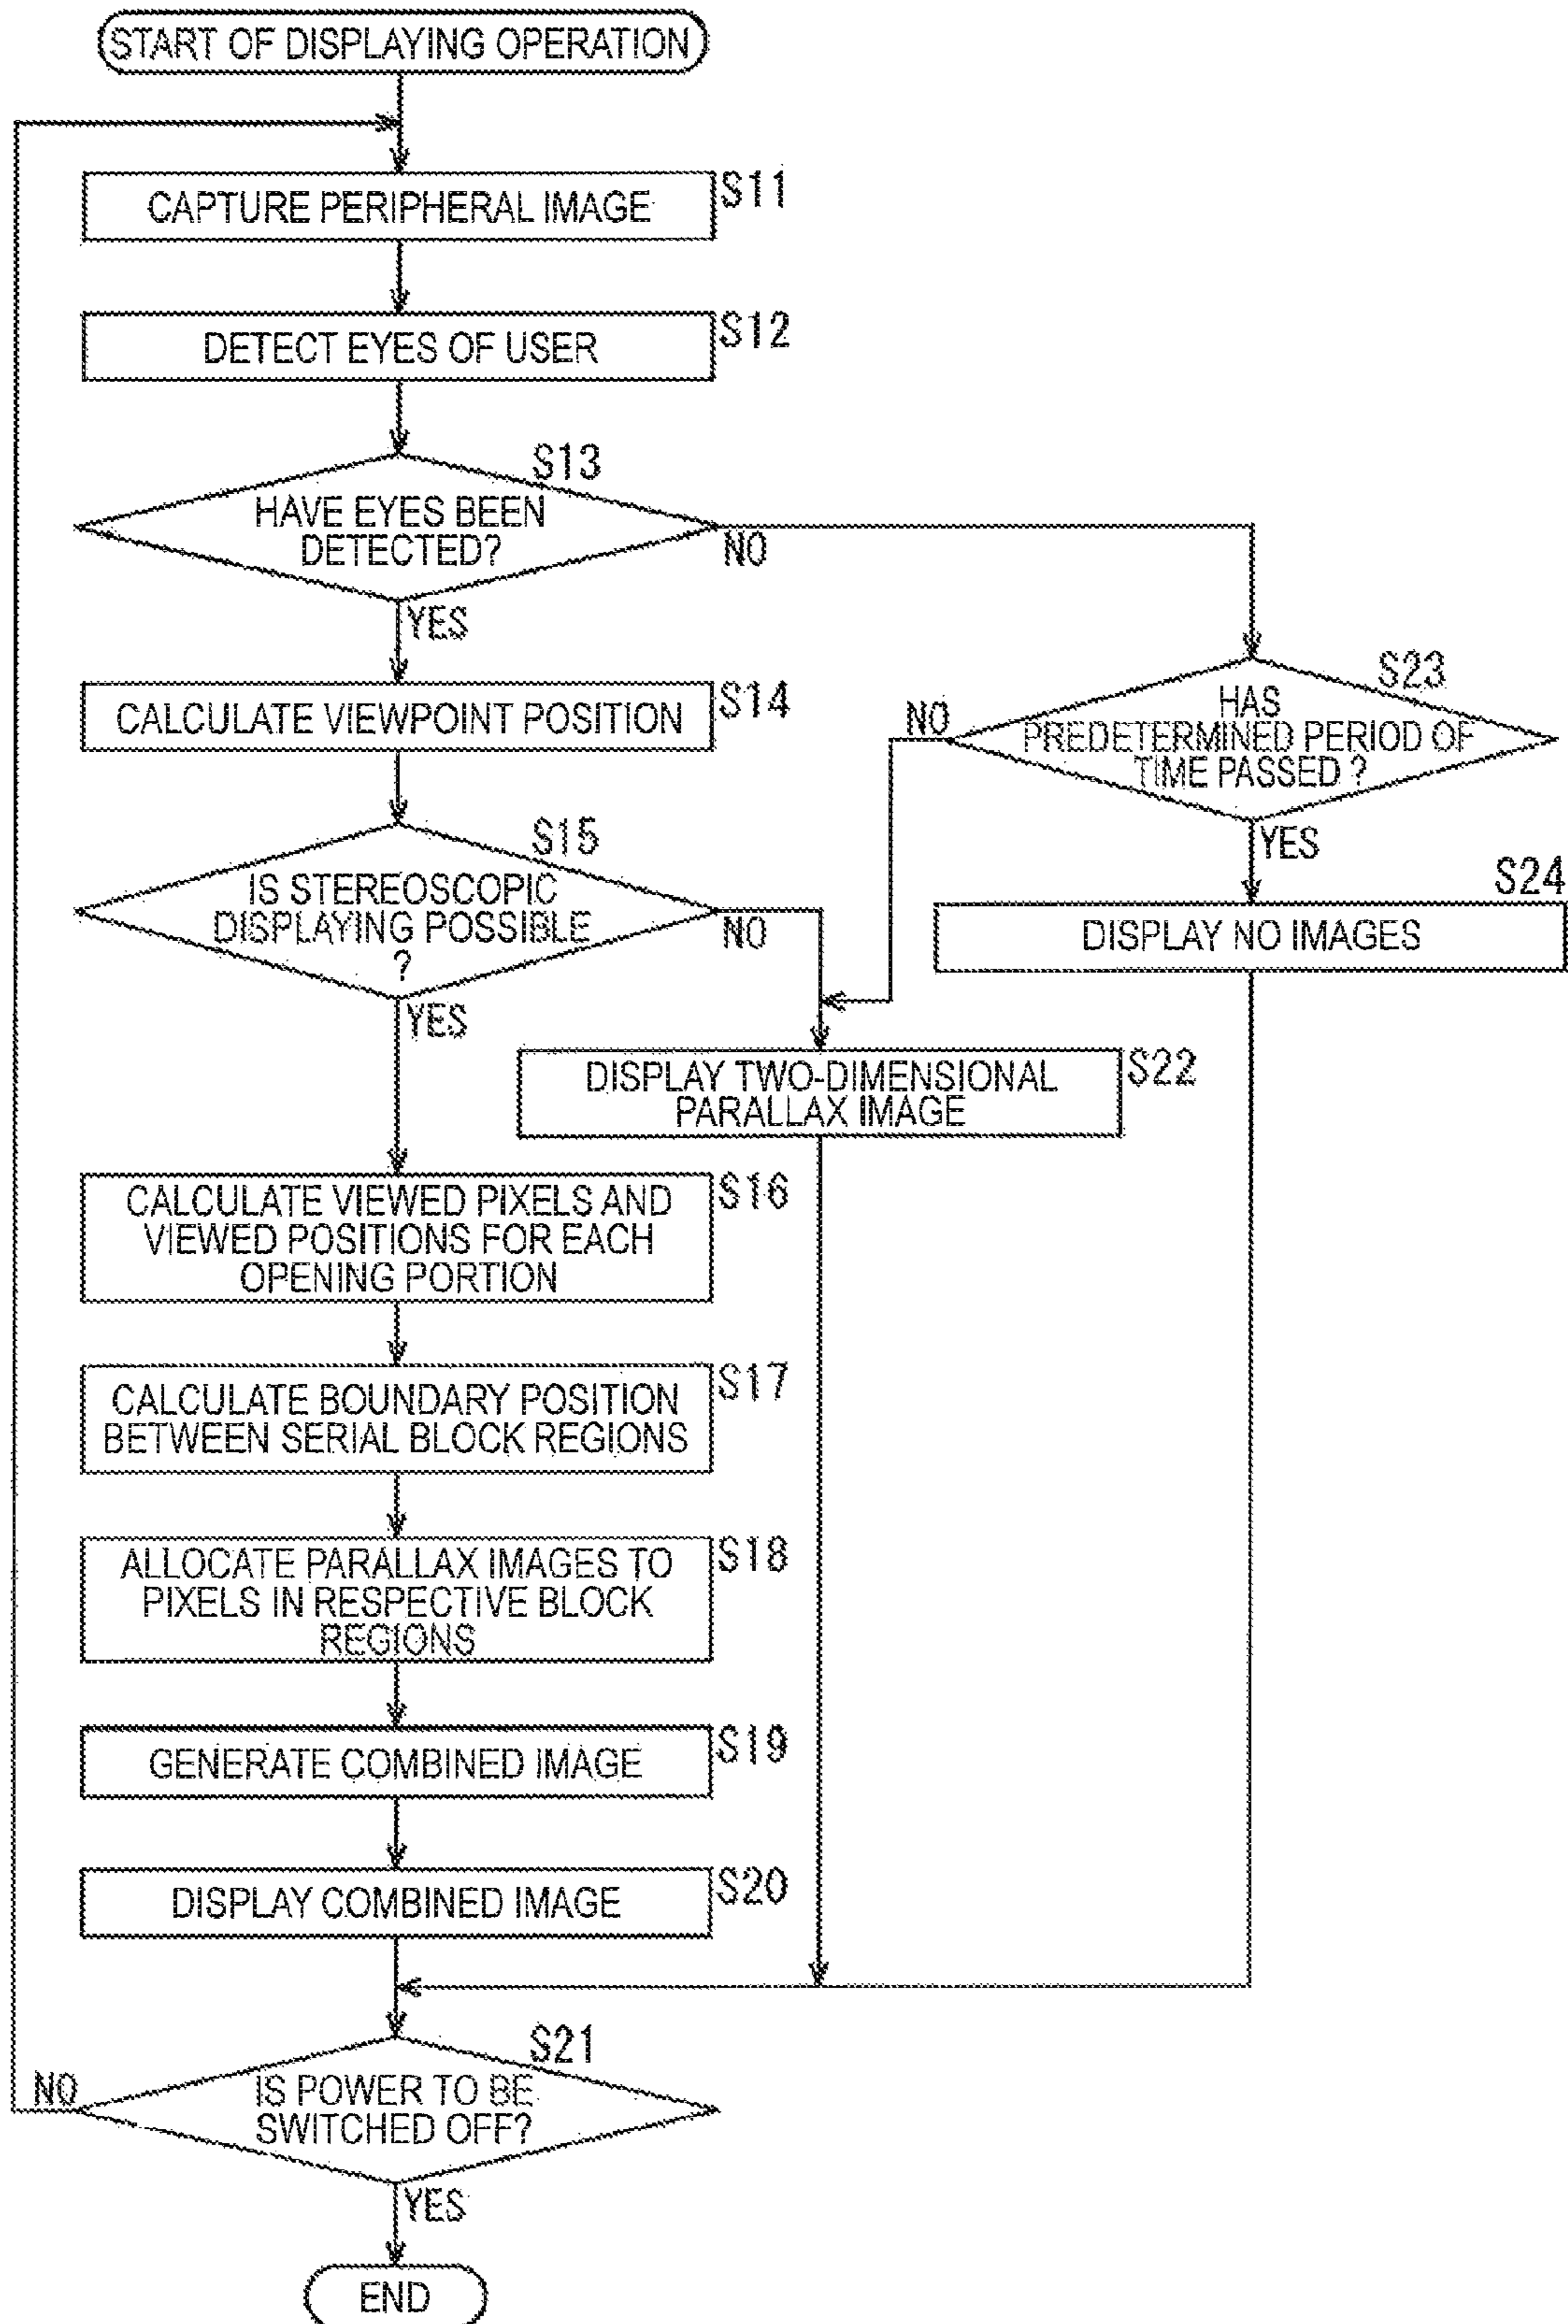 START OF DISPLAYING OPERATION
CAPTURE PERIPHERAL IMAGE
S11
DETECT EYES OF USER
S12
S13
HAVE EYES BEEN
DETECTED?
NO
YES
CALCULATE VIEWPOINT POSITION
S14
S23
HAS
PREDETERMINED PERIOD OF
TIME PASSED ?
NO
YES
S15
IS STEREOSCOPIC
DISPLAYING POSSIBLE
?
NO
YES
S24
DISPLAY NO IMAGES
DISPLAY TWO-DIMENSIONAL
PARALLAX IMAGE
S22
CALCULATE VIEWED PIXELS AND
VIEWED POSITIONS FOR EACH
OPENING PORTION
S16
CALCULATE BOUNDARY POSITION
BETWEEN SERIAL BLOCK REGIONS
S17
ALLOCATE PARALLAX IMAGES TO
PIXELS IN RESPECTIVE BLOCK
REGIONS
S18
GENERATE COMBINED IMAGE
S19
DISPLAY COMBINED IMAGE
S20
S21
NO
IS POWER TO BE
SWITCHED OFF?
YES
END